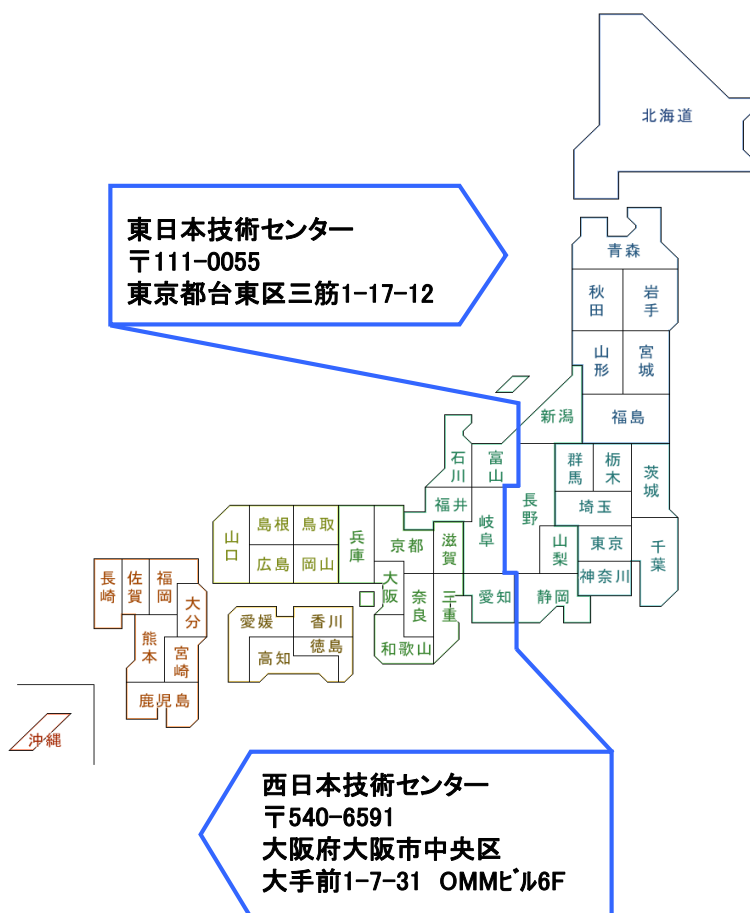 北海道
東日本技術センター
〒111-0055
東京都台東区三筋1-17-12
青森
秋田
岩手
山形
宮城
新潟
福島
石川
富山
群馬
栃木
茨城
福井
長野
埼玉
山口
島根
鳥取
兵庫
京都
滋賀
岐阜
山梨
東京
千葉
広島
岡山
神奈川
長崎
佐賀
福岡
大分
大阪
奈良
三重
愛知
静岡
愛媛
香川
熊本
宮崎
高知
徳島
和歌山
鹿児島
沖縄
西日本技術センター
〒540-6591
大阪府大阪市中央区
大手前1-7-31 OMMビル6F